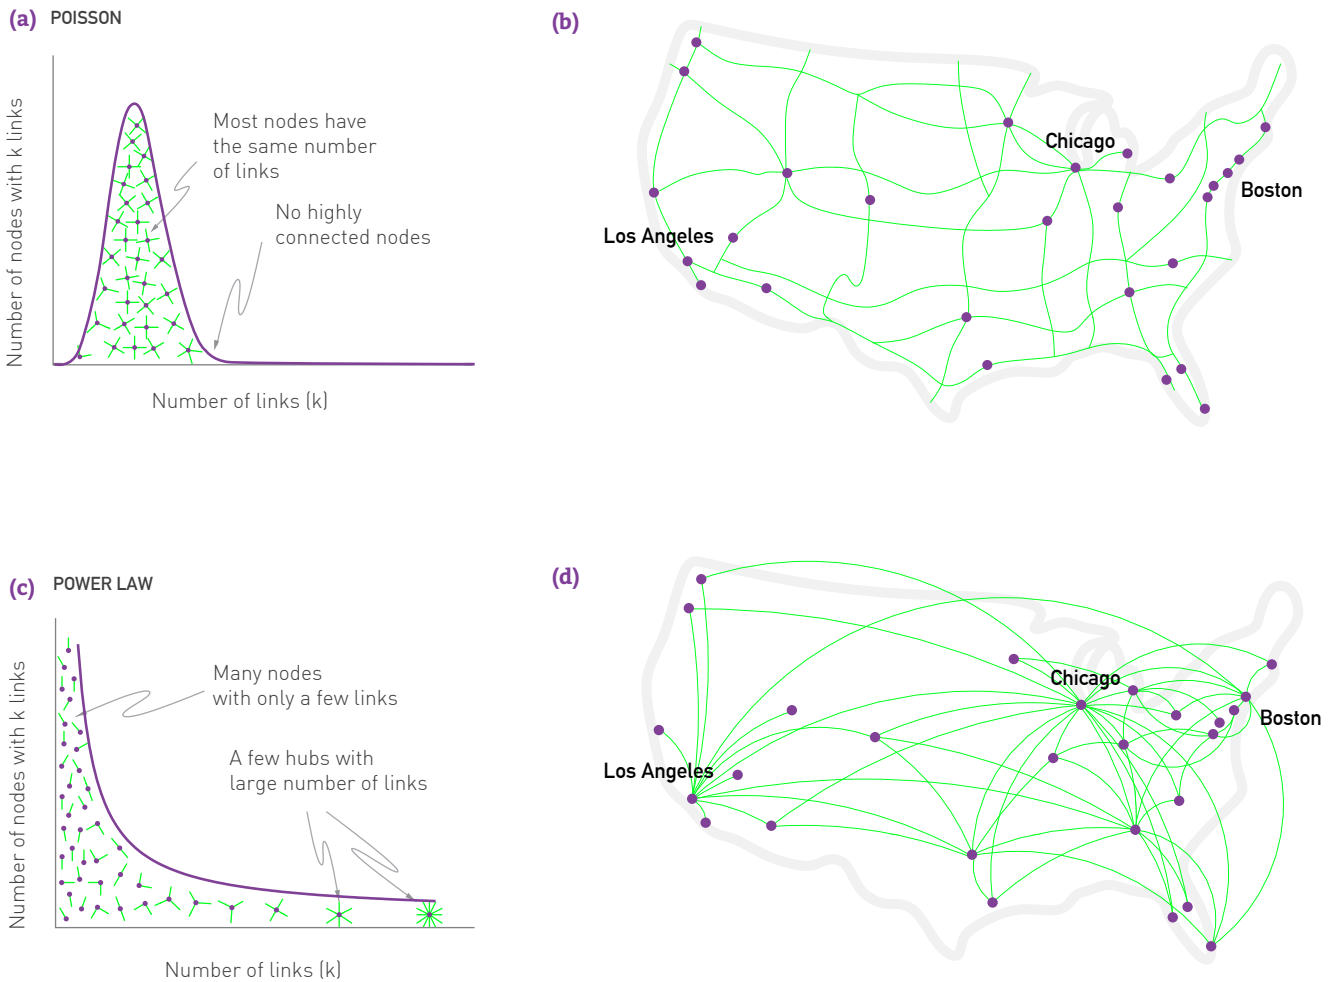 (a) POISSON
Number of nodes with k links
Most nodes have
the same number
of links
No highly
connected nodes
Number of links (k)
(b)
Chicago
Boston
Los Angeles
(c) POWER LAW
Number of nodes with k links
Many nodes
with only a few links
A few hubs with
large number of links
Number of links (k)
(d)
Chicago
Boston
Los Angeles